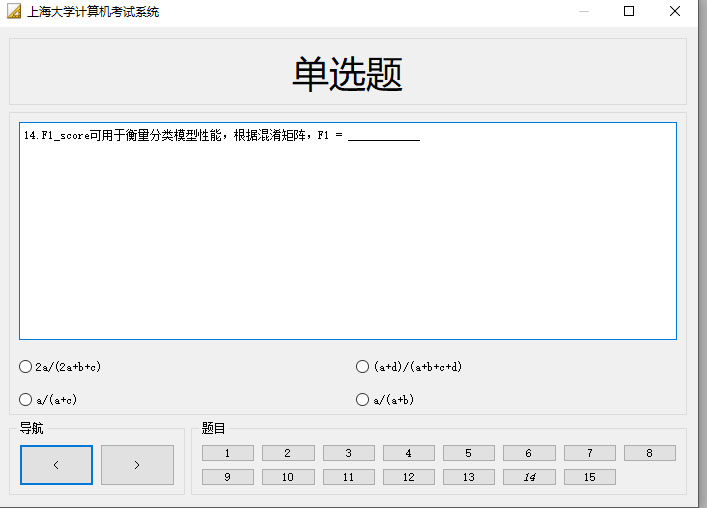 上海大学计算机考试系统
单选题
14.F1_score可用于衡量分类模型性能，根据混淆矩阵，F1 = ____________
2a/(2a+b+c)
(a+d)/(a+b+c+d)
a/(a+c)
a/(a+b)
导航
< >
题目
1 2 3 4 5 6 7 8
9 10 11 12 13 14 15